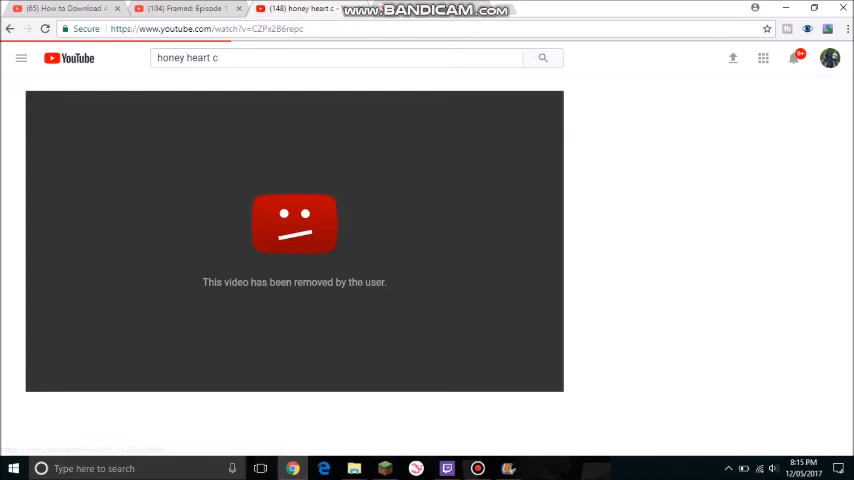 (65) How to Download
(104) Framed: Episode 1
(148) honey heart c -
www.BANDICAM.com
Secure
https://www.youtube.com/watch?v=CZPx2B6repc
YouTube
honey heart c
9+
This video has been removed by the user.
Type here to search
8:15 PM
12/05/2017